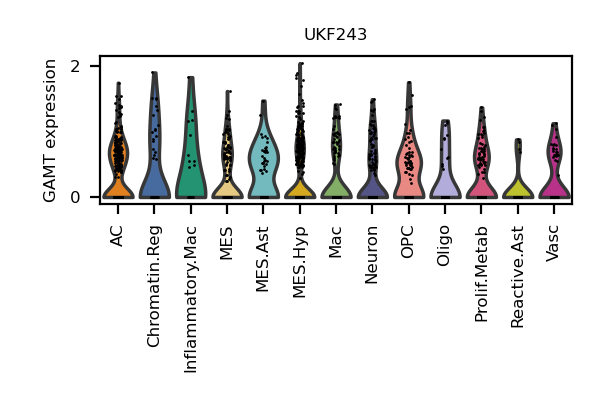 UKF243
GAMT expression
2
0
AC
Chromatin.Reg
Inflammatory.Mac
MES
MES.Ast
MES.Hyp
Mac
Neuron
OPC
Oligo
Prolif.Metab
Reactive.Ast
Vasc